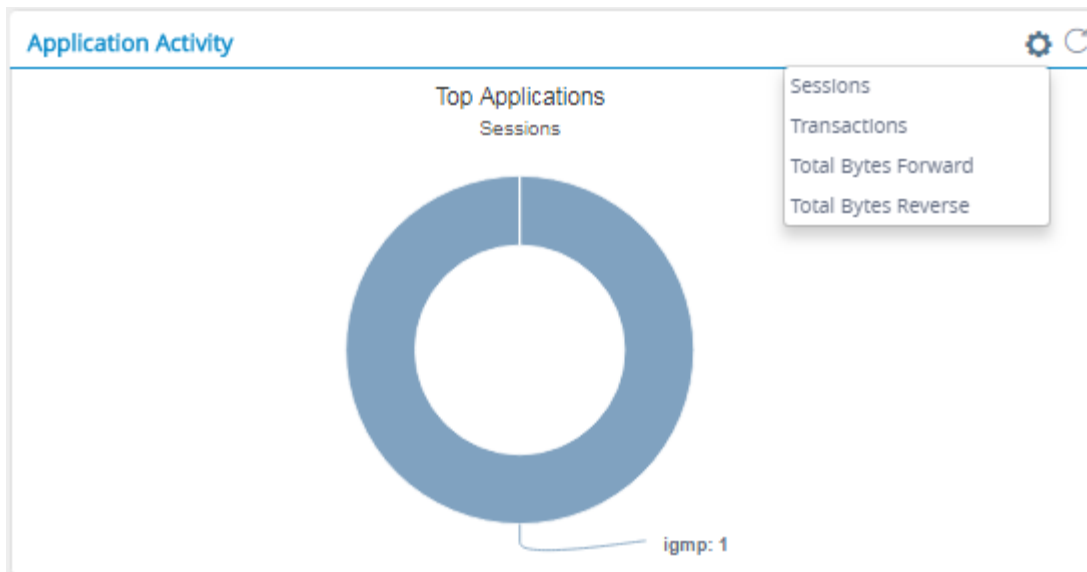 Application Activity
Top Applications
Sessions
Sessions
Transactions
Total Bytes Forward
Total Bytes Reverse
igmp: 1